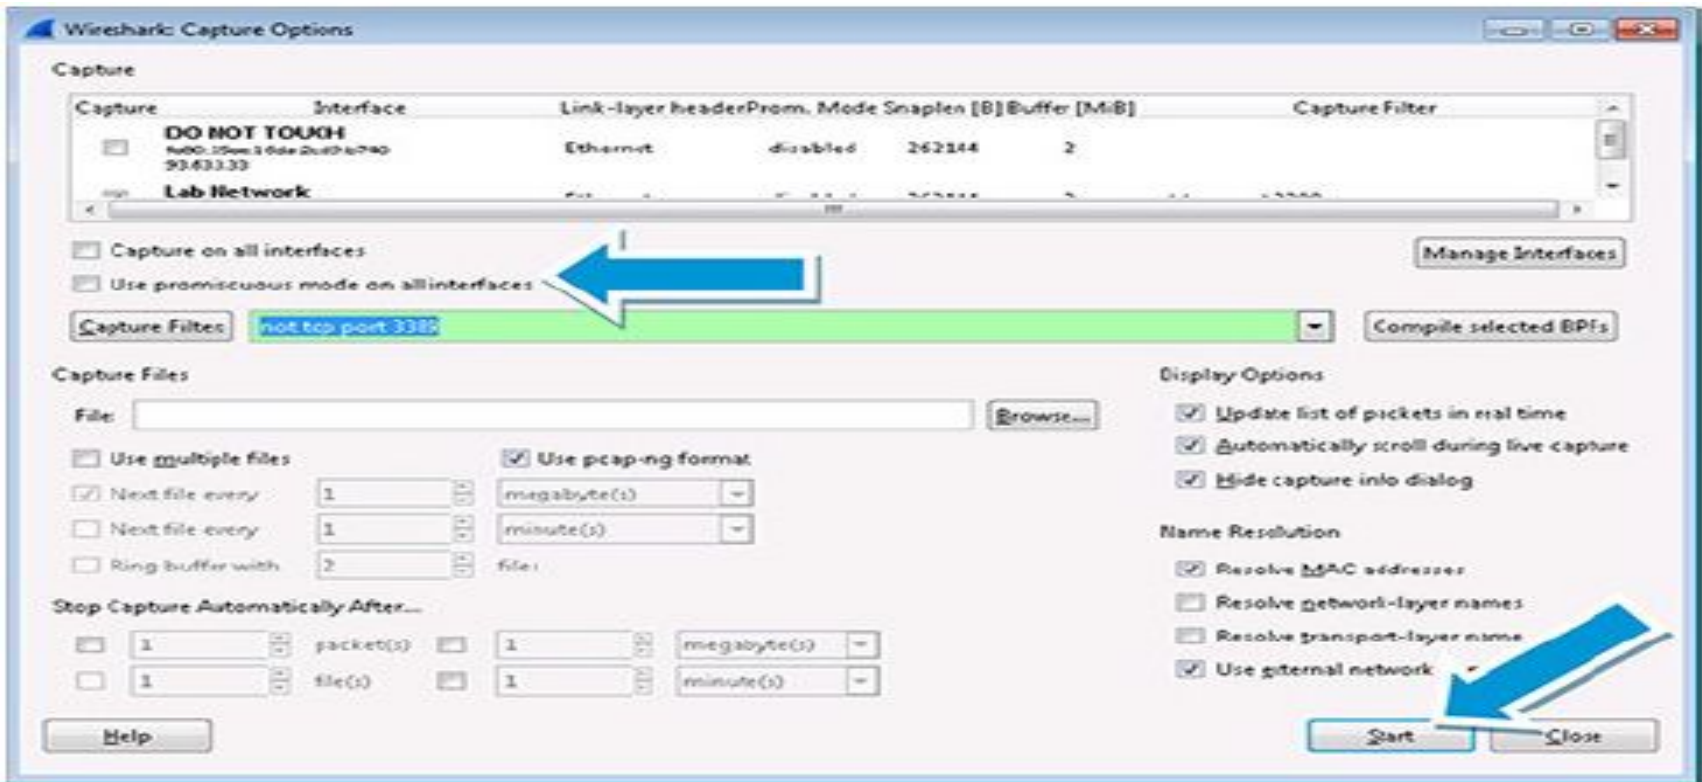 Wireshark: Capture Options
Capture
Capture Interface Link-layer header Prom. Mode Snaplen [B] Buffer [MiB] Capture Filter
DO NOT TOUCH
Ethernet disabled 262144 2
Lab Network
Capture on all interfaces
Manage Interfaces
Use promiscuous mode on all interfaces
Capture Filter: not tcp port 3389 Compile selected BPFs
Capture Files
File: Browse...
Use multiple files Use pcap-ng format
Next file every 1 megabyte(s)
Next file every 1 minute(s)
Ring buffer with 2 files
Stop Capture Automatically After...
1 packet(s) 1 megabyte(s)
1 file(s) 1 minute(s)
Display Options
Update list of packets in real time
Automatically scroll during live capture
Hide capture info dialog
Name Resolution
Resolve MAC addresses
Resolve network-layer names
Resolve transport-layer name
Use external network
Help Start Close